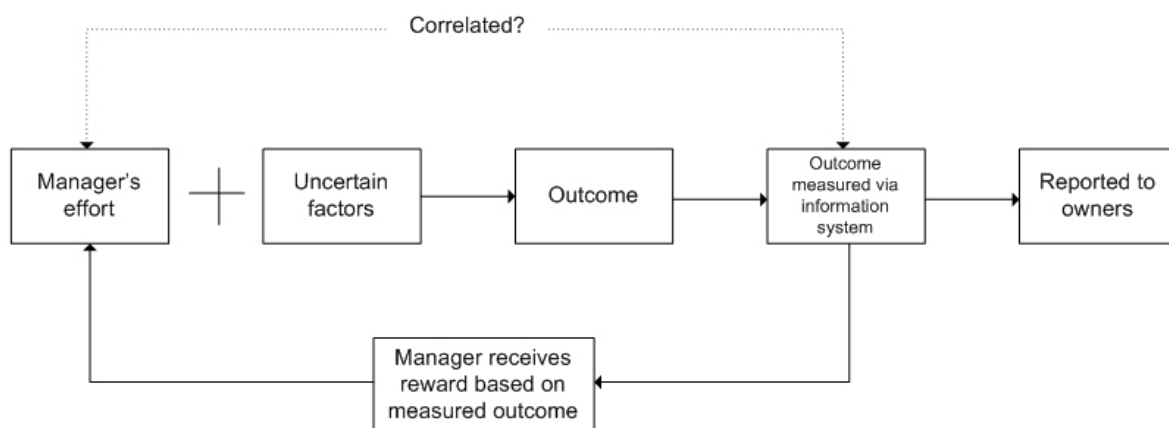 Correlated?
Manager's
effort
Uncertain
factors
Outcome
Outcome
measured via
information
system
Reported to
owners
Manager receives
reward based on
measured outcome